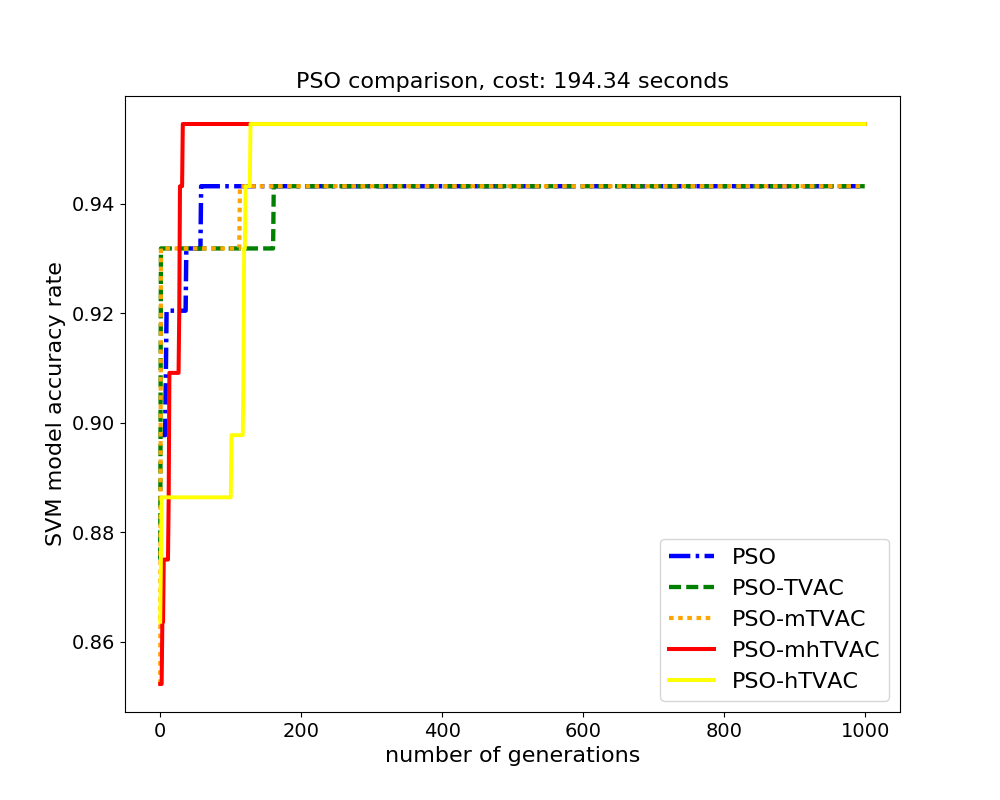 PSO comparison, cost: 194.34 seconds
SVM model accuracy rate
0.94
0.92
0.90
0.88
0.86
0 200 400 600 800 1000
number of generations
PSO
PSO-TVAC
PSO-mTVAC
PSO-mhTVAC
PSO-hTVAC